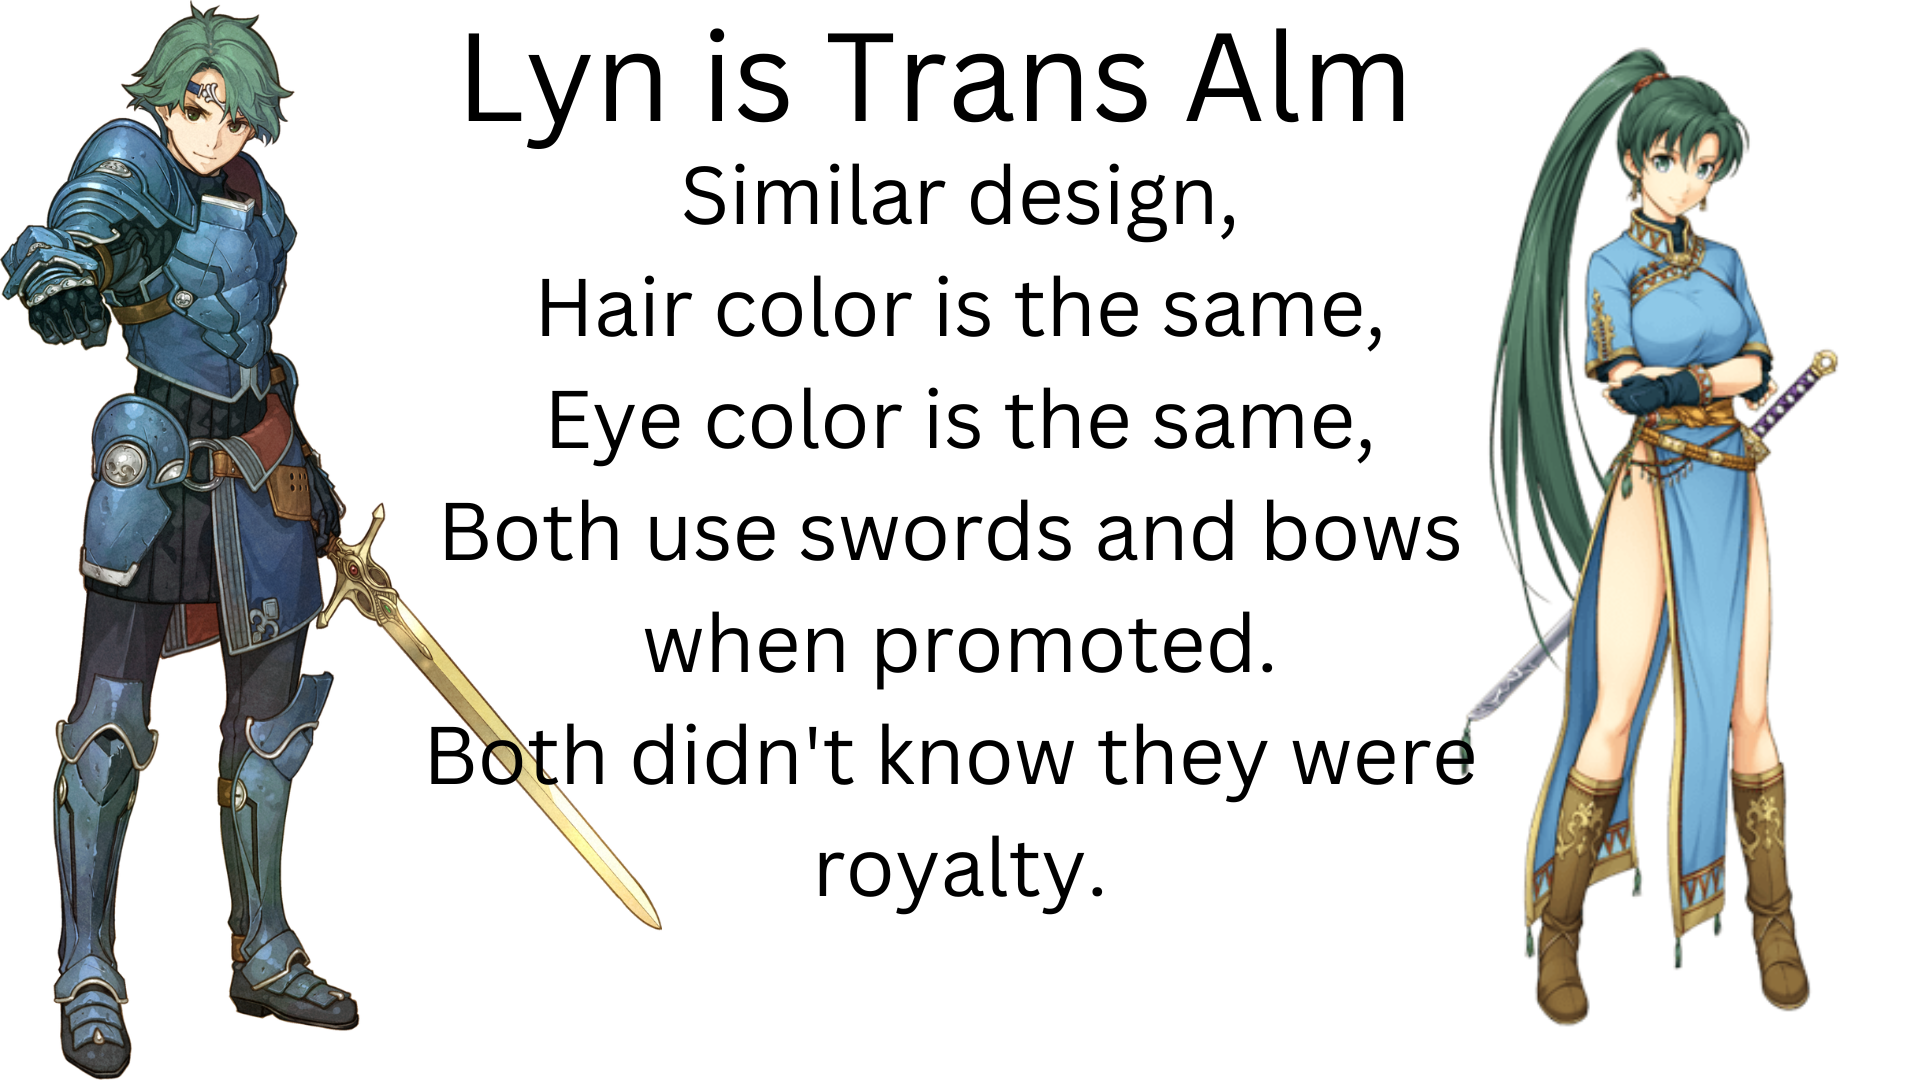 Lyn is Trans Alm
Similar design,
Hair color is the same,
Eye color is the same,
Both use swords and bows
when promoted.
Both didn't know they were
royalty.